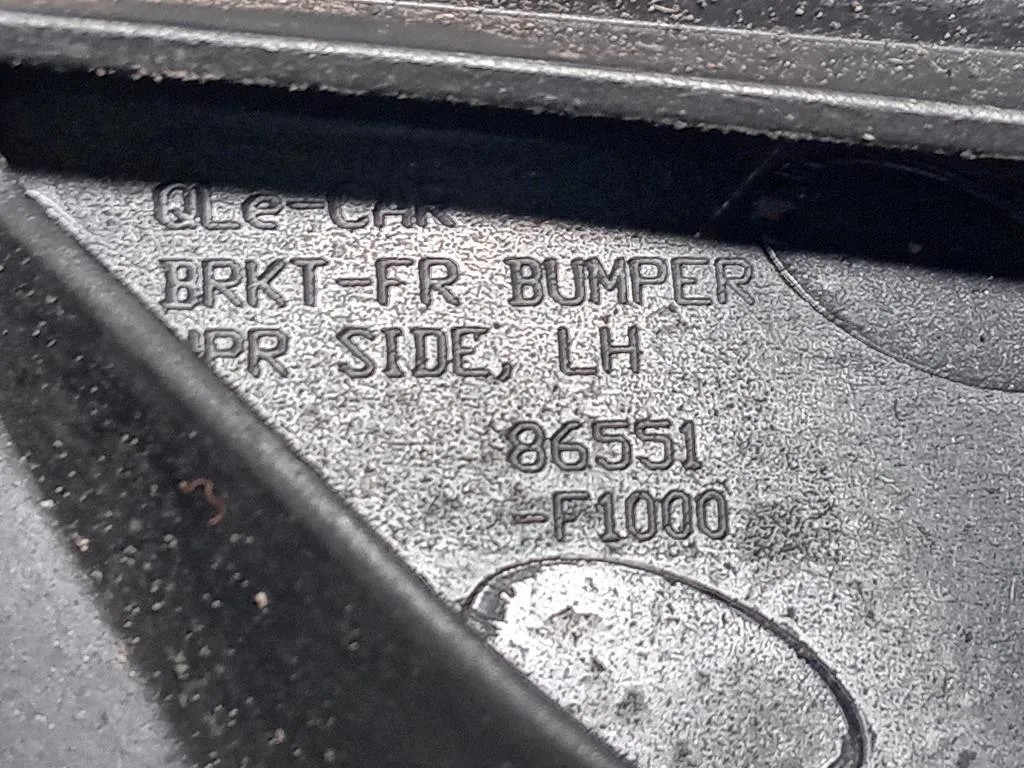 QLe-CAR
BRKT-FR BUMPER
UPR SIDE, LH
86551
-F1000